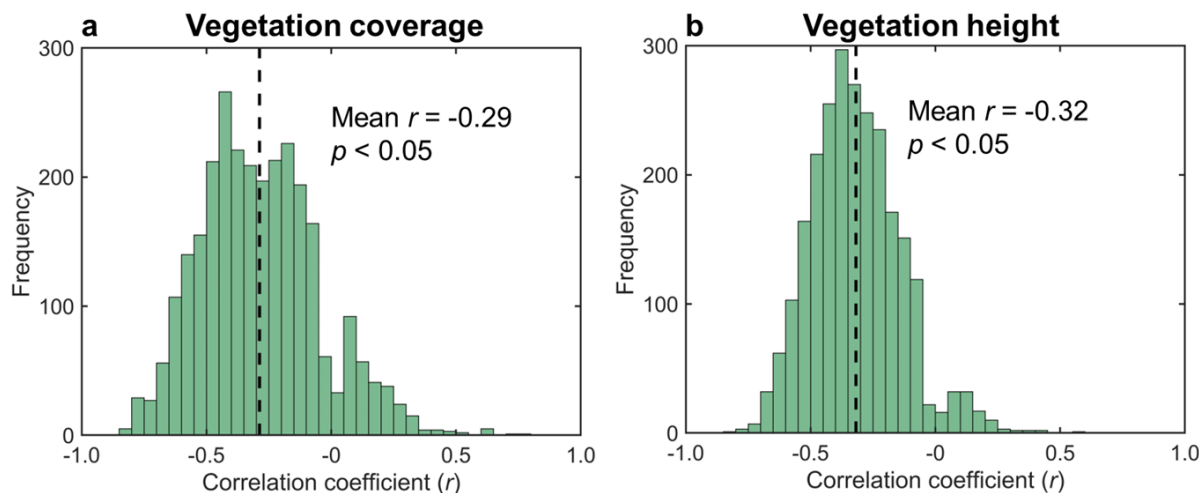 a Vegetation coverage
300
200
100
0
Frequency
Mean r = -0.29
p < 0.05
-1.0 -0.5 -0 0.5 1.0
Correlation coefficient (r)
b Vegetation height
300
200
100
0
Frequency
Mean r = -0.32
p < 0.05
-1.0 -0.5 -0 0.5 1.0
Correlation coefficient (r)